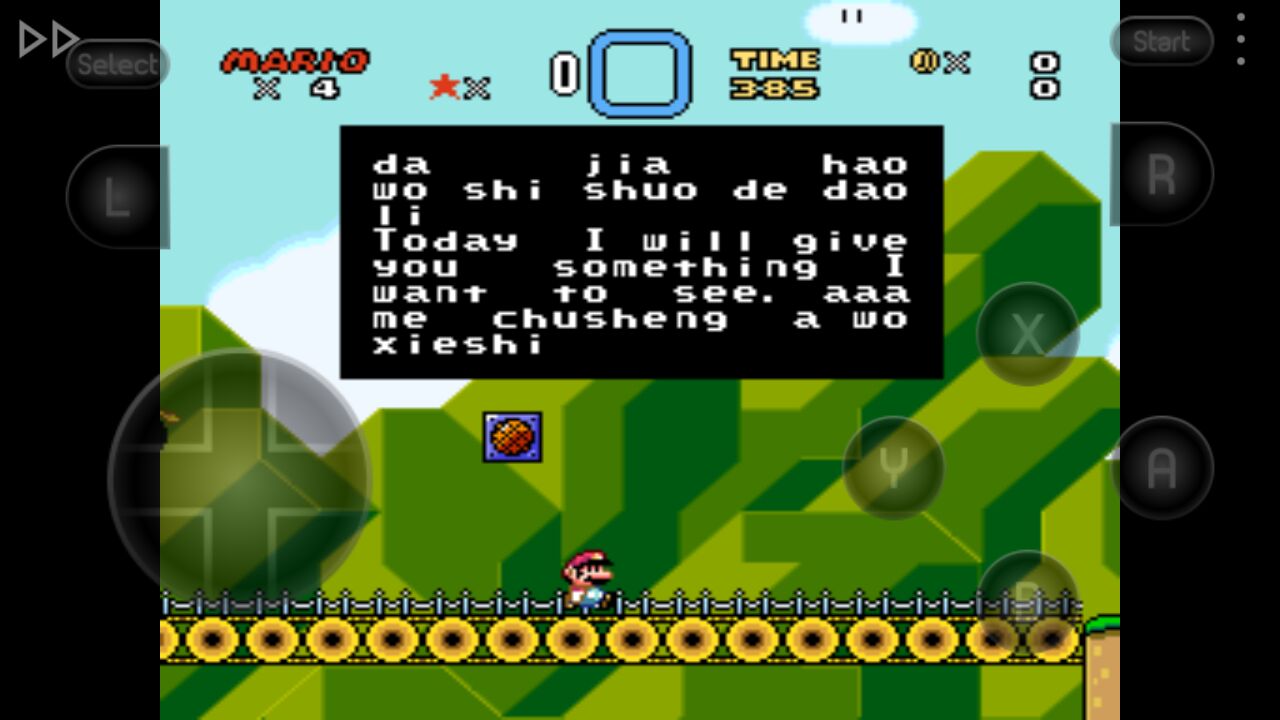 Select
Start
MARIO
x 4
★x
0
TIME
385
x
0
0
L
R
da jia hao
wo shi shuo de dao
li
Today I will give
you something I
want to see. aaa
me chusheng a wo
xieshi
X
Y
A
B